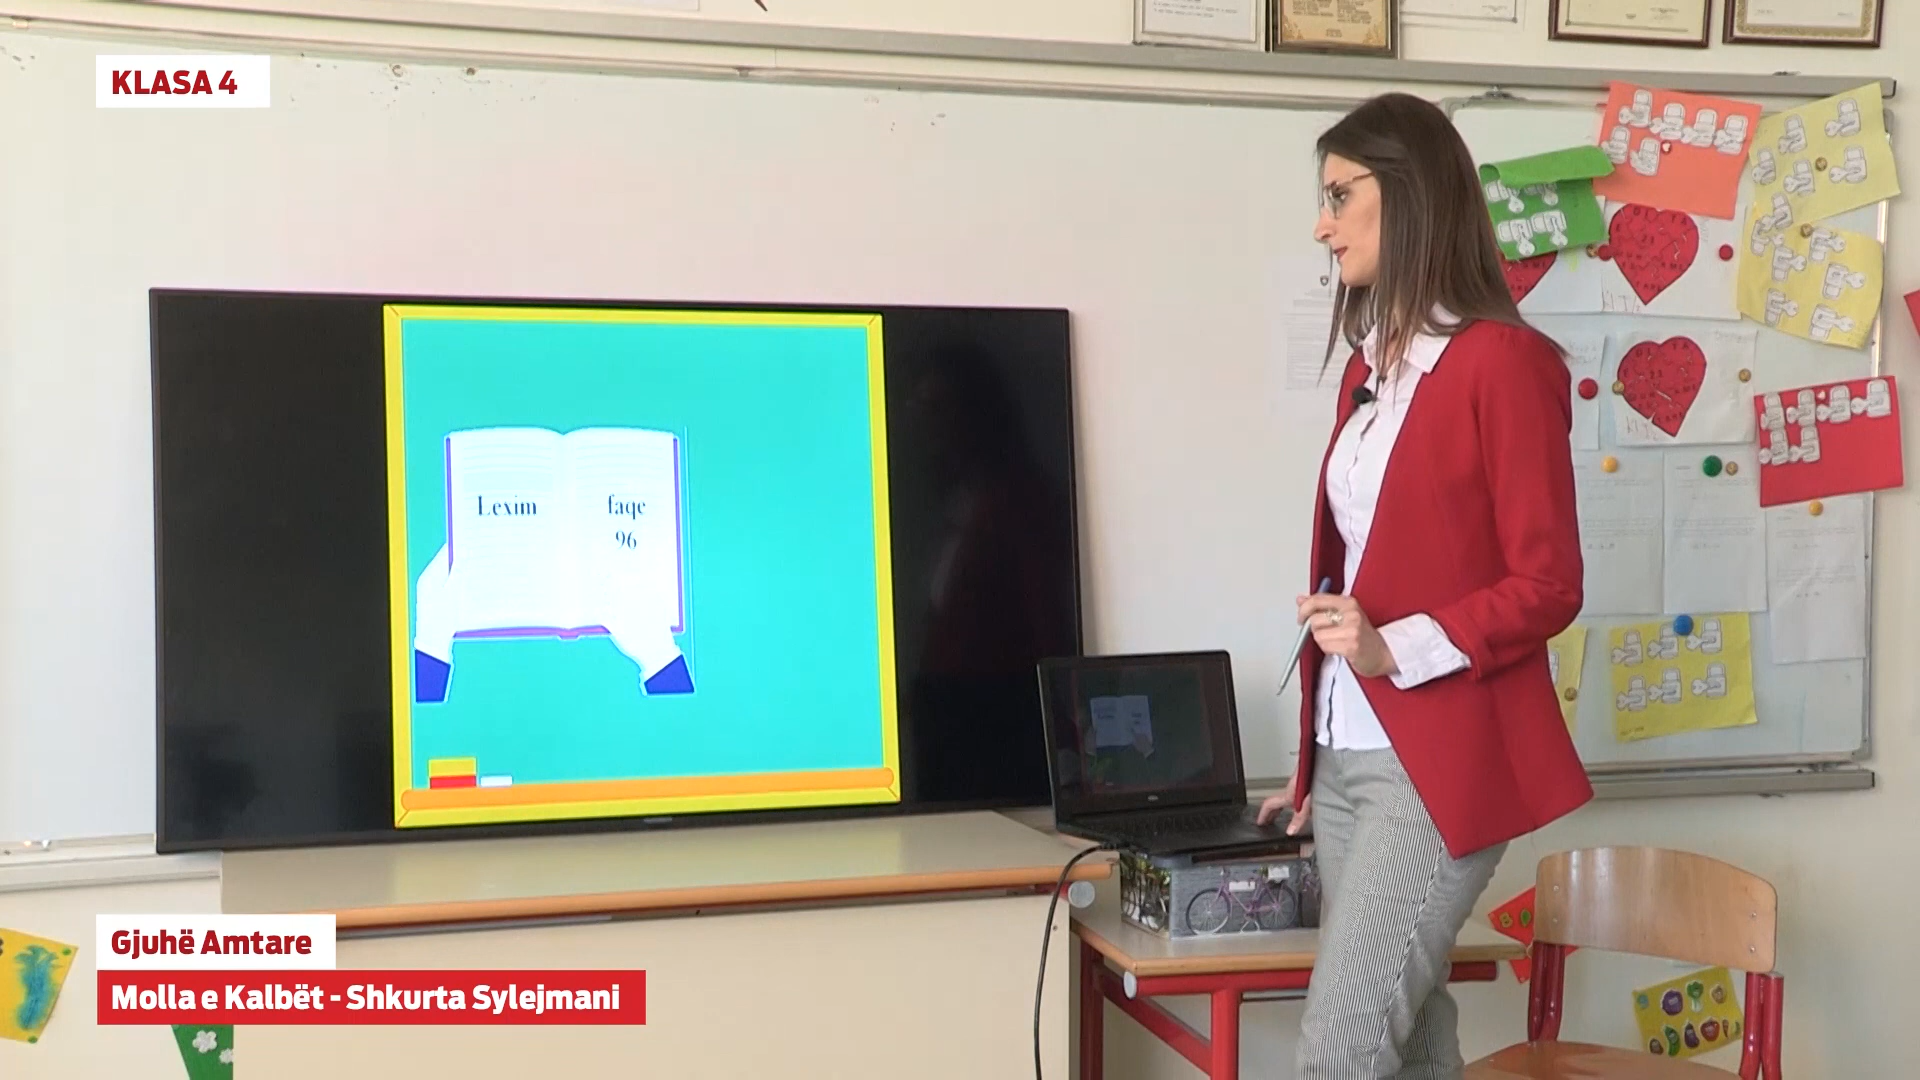 KLASA 4
Lexim
faqe
96
Gjuhë Amtare
Molla e Kalbët - Shkurta Sylejmani